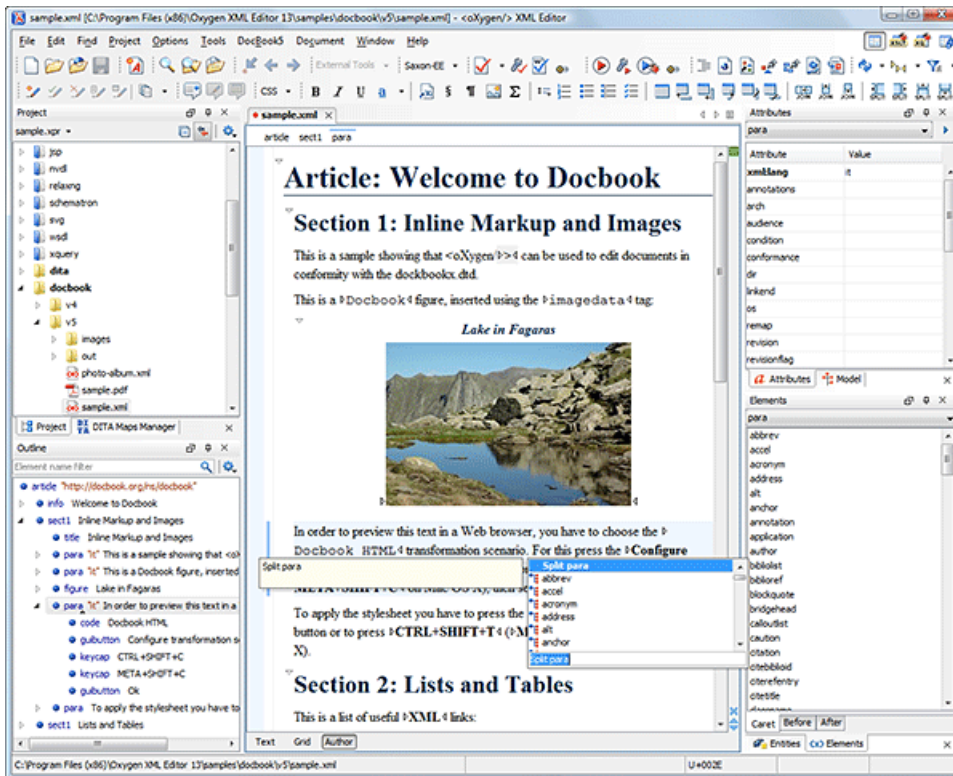 sample.xml [C:\Program Files (x86)\Oxygen XML Editor 13\samples\docbook\v5\sample.xml] - <oXygen/> XML Editor
File Edit Find Project Options Tools DocBook5 Document Window Help
External Tools Saxon-EE
CSS B I U a § ¶ Σ
Project
sample.xpr
jsp
nvdl
relaxng
schematron
svg
wsdl
xquery
dita
docbook
v4
v5
images
out
photo-album.xml
sample.pdf
sample.xml
Project DITA Maps Manager
Outline
Element name filter
article "http://docbook.org/ns/docbook"
info Welcome to Docbook
sect1 Inline Markup and Images
title Inline Markup and Images
para "it" This is a sample showing that <oX
para "it" This is a Docbook figure, inserted
figure Lake in Fagaras
para "it" In order to preview this text in a
code Docbook HTML
guibutton Configure transformation s
keycap CTRL+SHIFT+C
keycap META+SHIFT+C
guibutton Ok
para To apply the stylesheet you have to
sect1 Lists and Tables
sample.xml
article sect1 para
Article: Welcome to Docbook
Section 1: Inline Markup and Images
This is a sample showing that <oXygen/> can be used to edit documents in
conformity with the dockbookx.dtd.
This is a Docbook figure, inserted using the imagedata tag:
Lake in Fagaras
In order to preview this text in a Web browser, you have to choose the
Docbook HTML transformation scenario. For this press the Configure
META+SHIFT+C on Mac OS X), then
To apply the stylesheet you have to press the
button or to press CTRL+SHIFT+T (M
X).
Section 2: Lists and Tables
This is a list of useful XML links:
Split para
Split para
abbrev
accel
acronym
address
alt
anchor
Split para
Text Grid Author
Attributes
para
Attribute Value
xml:lang it
annotations
arch
audience
condition
conformance
dir
linkend
os
remap
revision
revisionflag
Attributes Model
Elements
para
abbrev
accel
acronym
address
alt
anchor
annotation
application
author
bibliolist
biblioref
blockquote
bridgehead
calloutlist
caution
citation
citebiblioid
citerefentry
citetitle
classname
Caret Before After
Entities Elements
C:\Program Files (x86)\Oxygen XML Editor 13\samples\docbook\v5\sample.xml U+002E